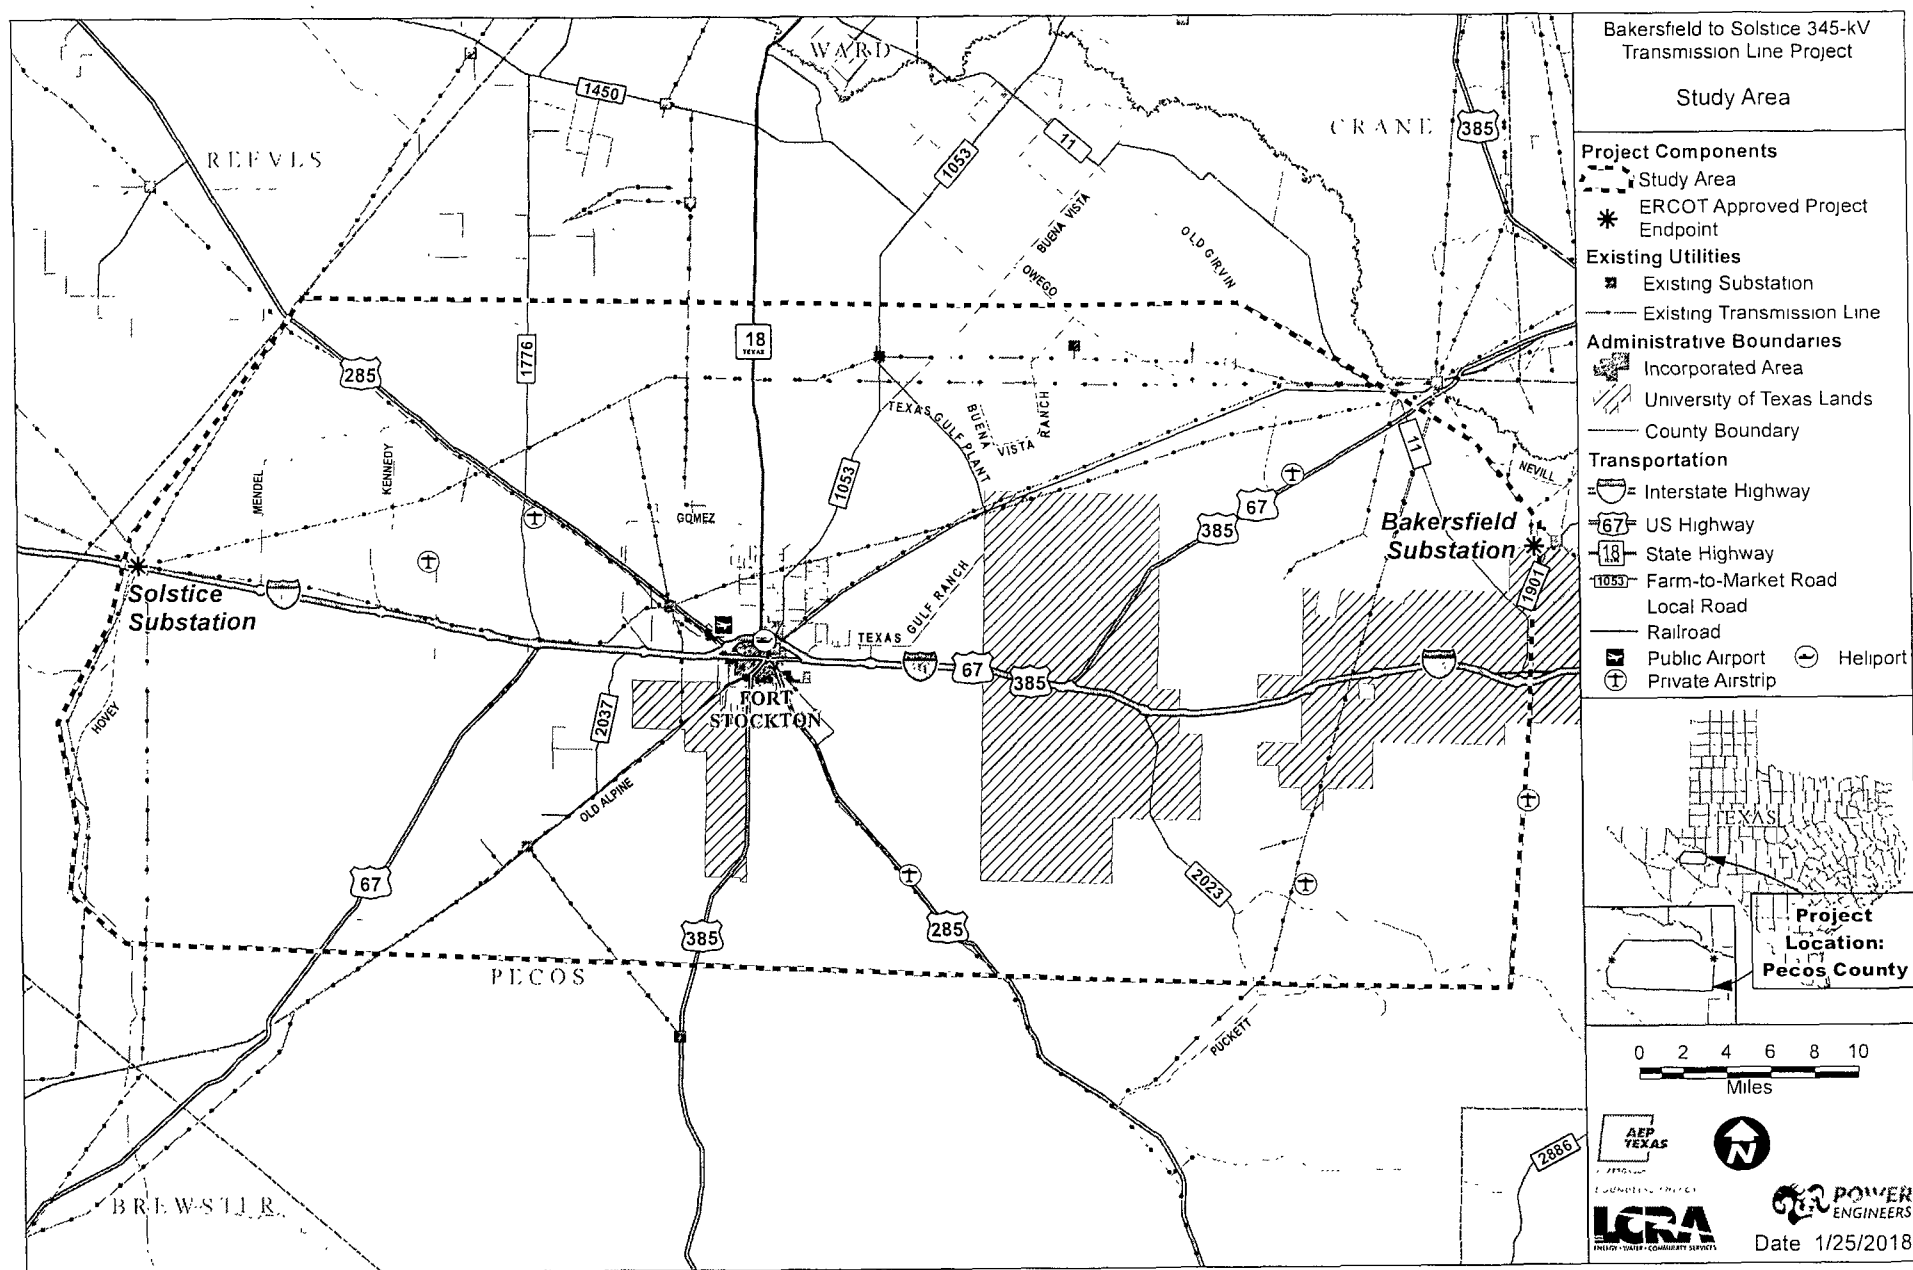 Bakersfield to Solstice 345-kV
Transmission Line Project
Study Area
Project Components
Study Area
ERCOT Approved Project
Endpoint
Existing Utilities
Existing Substation
Existing Transmission Line
Administrative Boundaries
Incorporated Area
University of Texas Lands
County Boundary
Transportation
Interstate Highway
67 US Highway
18 State Highway
1053 Farm-to-Market Road
Local Road
Railroad
Public Airport
Heliport
Private Airstrip
TEXAS
Project
Location:
Pecos County
0 2 4 6 8 10
Miles
AEP
TEXAS
N
LCRA
ENERGY • WATER • COMMUNITY SERVICES
POWER
ENGINEERS
Date 1/25/2018
WARD
1450
11
CRANE
385
1053
BUENA VISTA
OLD GIRVIN
OWEGO
18
TEXAS
1776
285
TEXAS GULF PLANT
BUENA
VISTA
RANCH
11
NEVILL
MENDEL
KENNEDY
1053
GOMEZ
67
385
Bakersfield
Substation
1901
Solstice
Substation
TEXAS
GULF RANCH
67
385
HOVEY
2037
FORT
STOCKTON
OLD ALPINE
67
2023
385
285
PECOS
PUCKETT
2886